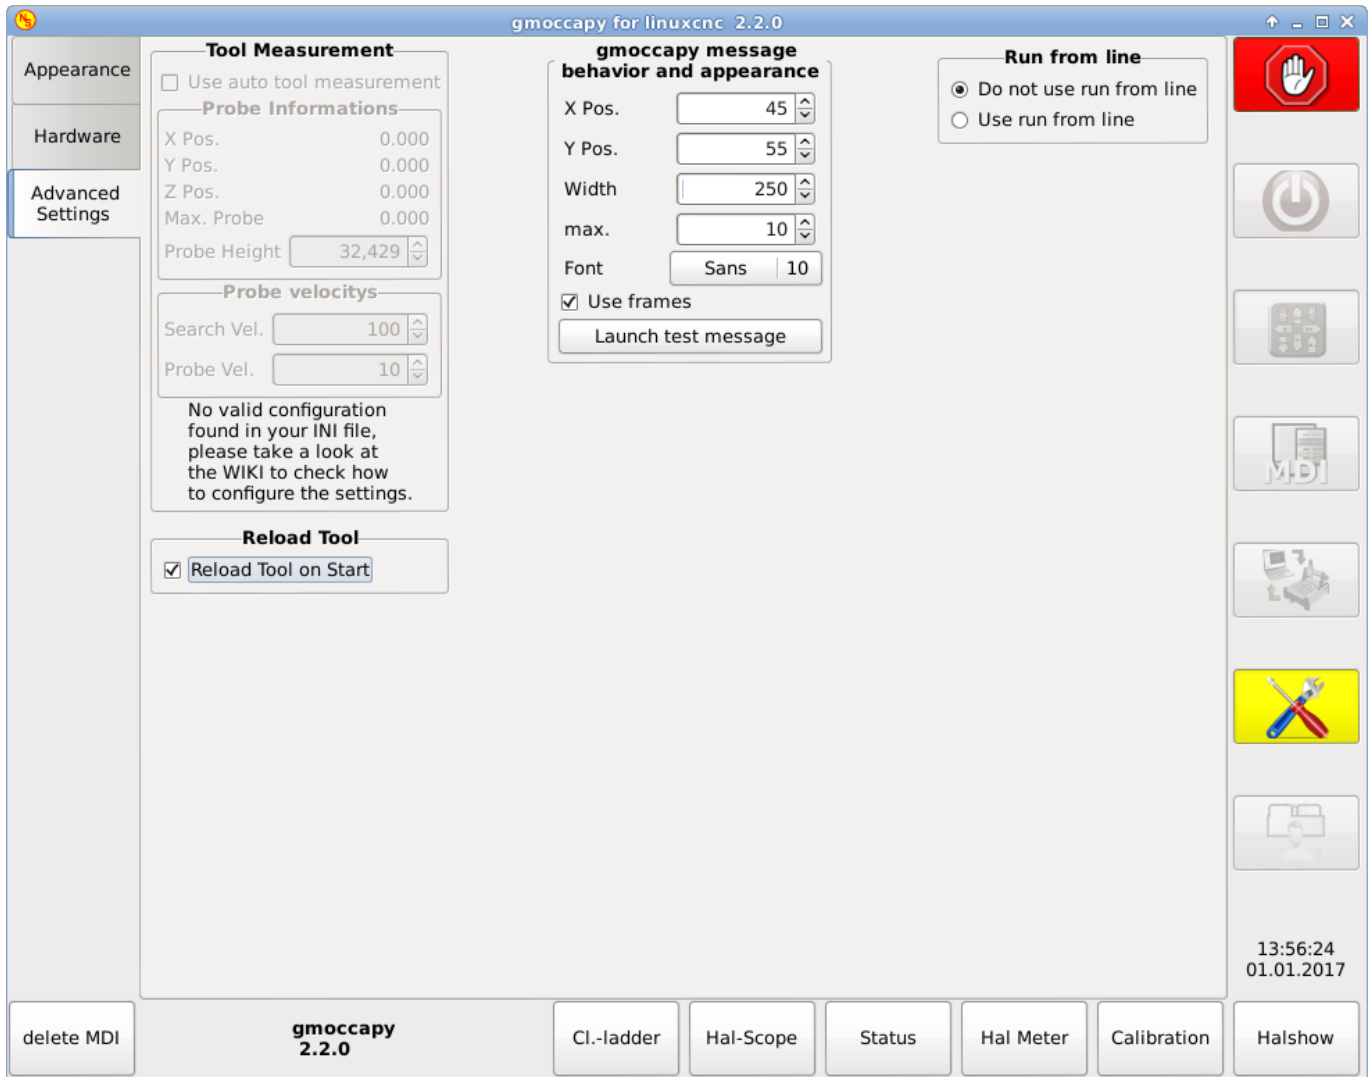 gmoccapy for linuxcnc 2.2.0
Appearance
Hardware
Advanced
Settings
Tool Measurement
Use auto tool measurement
Probe Informations
X Pos. 0.000
Y Pos. 0.000
Z Pos. 0.000
Max. Probe 0.000
Probe Height 32,429
Probe velocitys
Search Vel. 100
Probe Vel. 10
No valid configuration
found in your INI file,
please take a look at
the WIKI to check how
to configure the settings.
Reload Tool
Reload Tool on Start
gmoccapy message
behavior and appearance
X Pos. 45
Y Pos. 55
Width 250
max. 10
Font Sans 10
Use frames
Launch test message
Run from line
Do not use run from line
Use run from line
MDI
13:56:24
01.01.2017
delete MDI
gmoccapy
2.2.0
Cl.-ladder
Hal-Scope
Status
Hal Meter
Calibration
Halshow